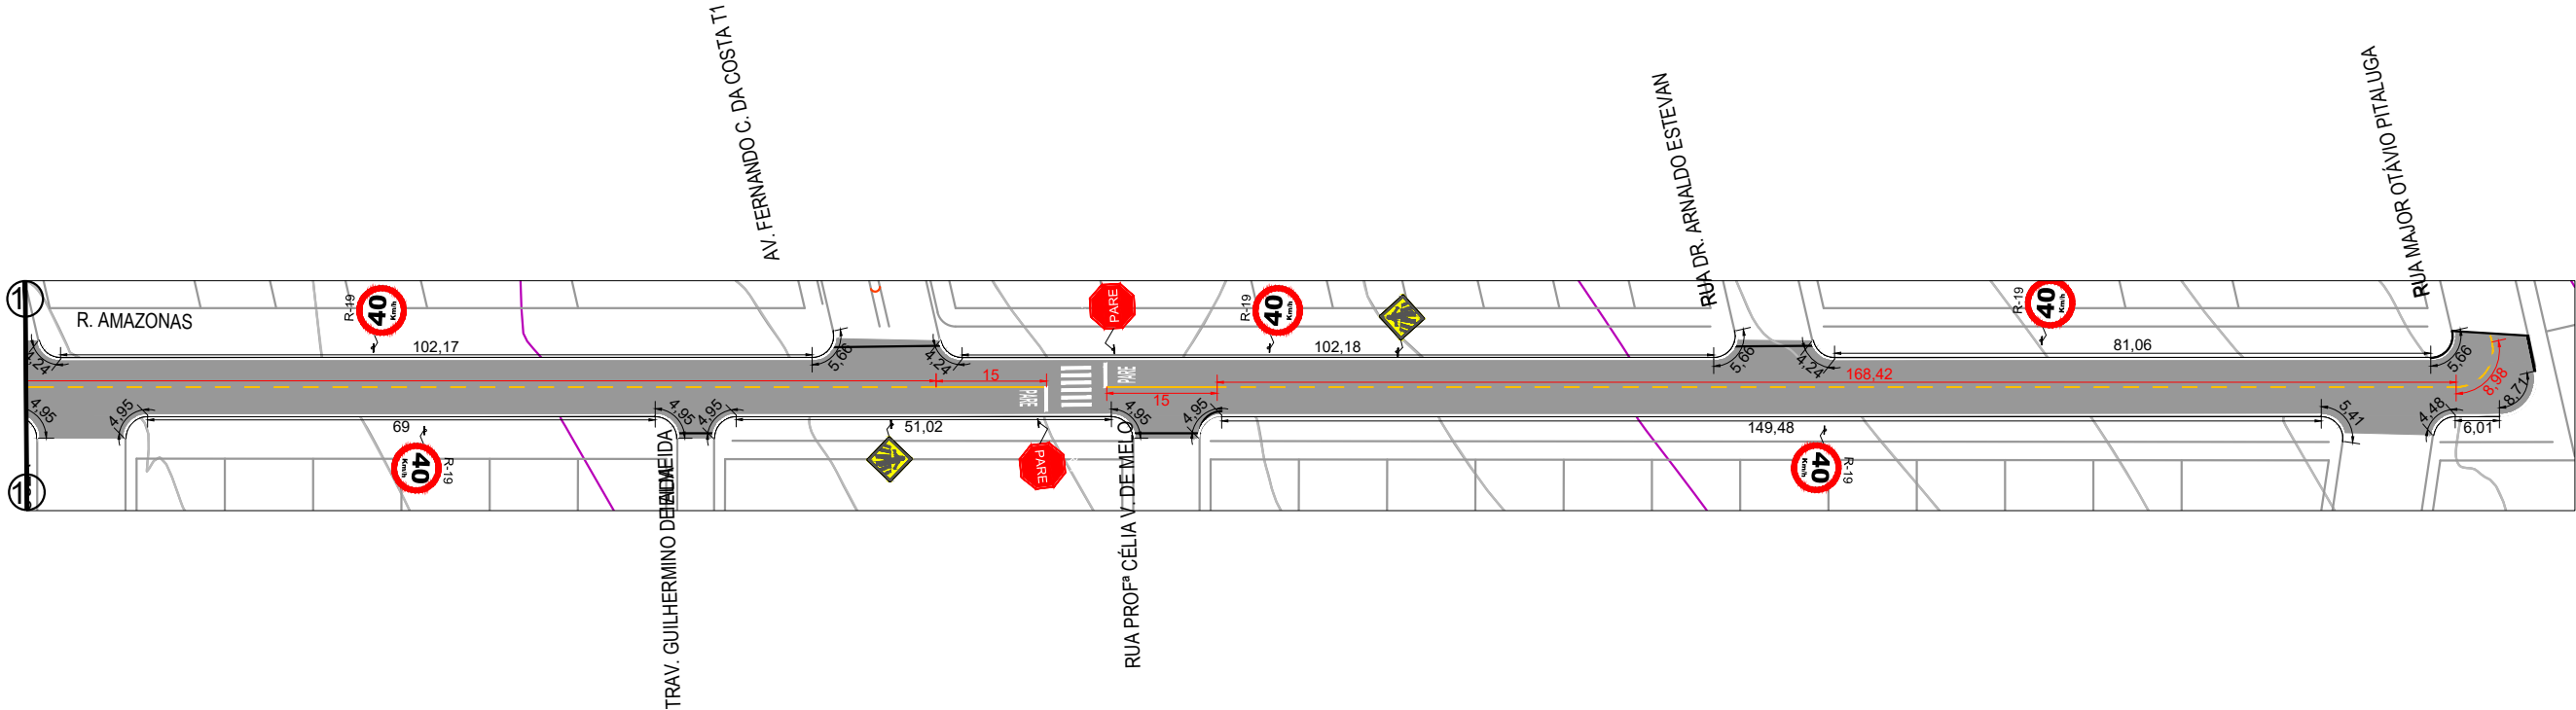 AV. FERNANDO C. DA COSTA T1
RUA DR. ARNALDO ESTEVAN
RUA MAJOR OTÁVIO PITALUGA
1
R. AMAZONAS
R-19
40
Km/h
PARE
R-19
40
Km/h
R-19
40
Km/h
4,24
102,17
5,66
4,24
102,18
5,66
4,24
81,06
5,66
15
PARE
PARE
15
168,42
8,98
8,71
4,95
4,95
69
4,95
4,95
51,02
4,95
4,95
149,48
5,41
4,48
6,01
40
Km/h
R-19
PARE
40
Km/h
R-19
1
TRAV. GUILHERMINO DE
RUA PROFª CÉLIA V. DE MELO